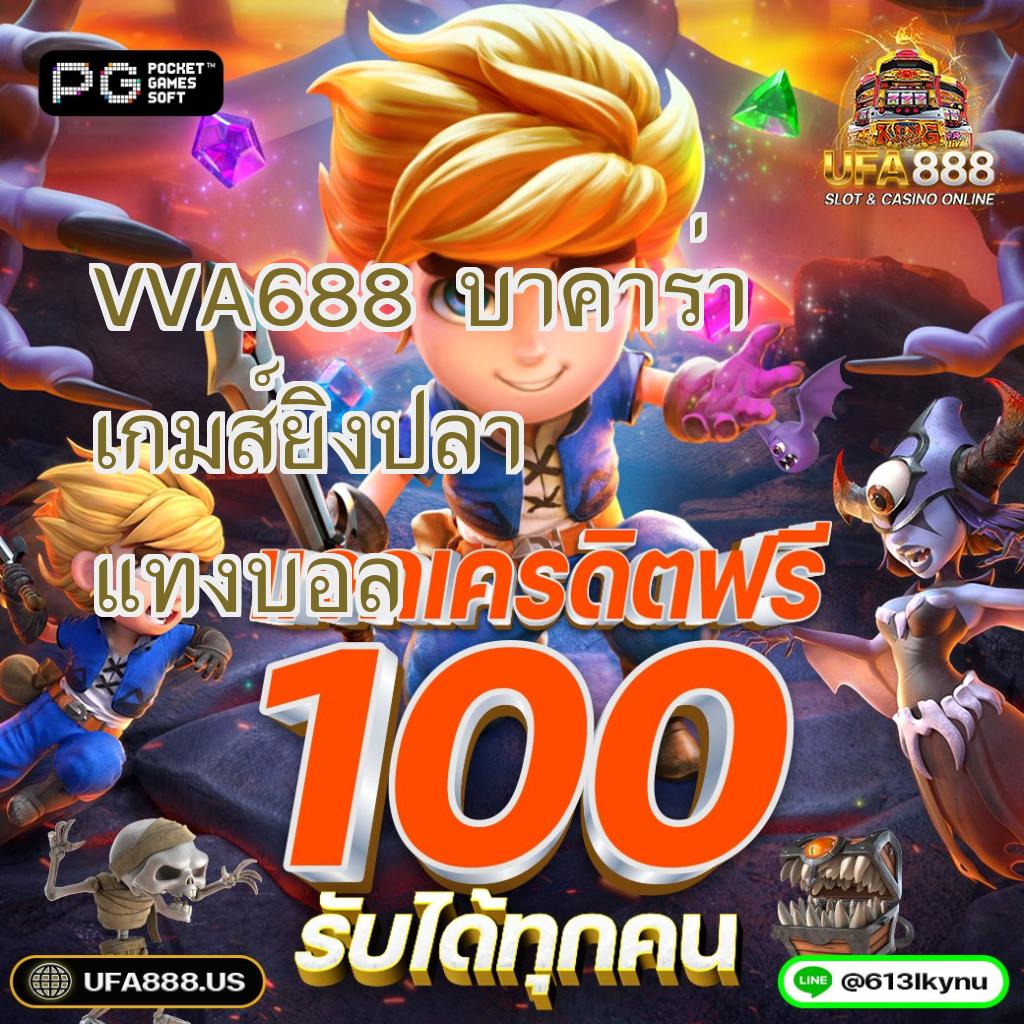 PG POCKET™
GAMES
SOFT
UFA888
SLOT & CASINO ONLINE
VVA688 บาคาร่า
เกมส์ยิงปลา
แทงบอล
เครดิตฟรี
100
รับได้ทุกคน
UFA888.US
LINE @613lkynu